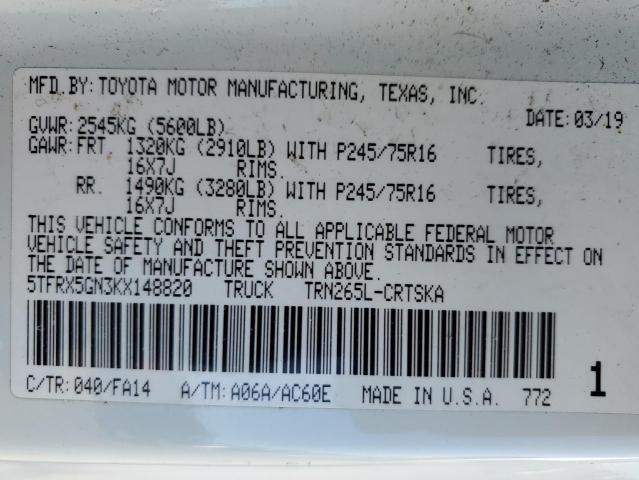 MFD.BY: TOYOTA MOTOR MANUFACTURING, TEXAS, INC.
DATE: 03/19
GVWR: 2545KG (5600LB)
GAWR: FRT. 1320KG (2910LB) WITH P245/75R16 TIRES,
16X7J RIMS.
RR. 1490KG (3280LB) WITH P245/75R16 TIRES,
16X7J RIMS.
THIS VEHICLE CONFORMS TO ALL APPLICABLE FEDERAL MOTOR
VEHICLE SAFETY AND THEFT PREVENTION STANDARDS IN EFFECT ON
THE DATE OF MANUFACTURE SHOWN ABOVE.
5TFRX5GN3KX148820 TRUCK TRN265L-CRTSKA
C/TR: 040/FA14 A/TM: A06A/AC60E MADE IN U.S.A. 772 1